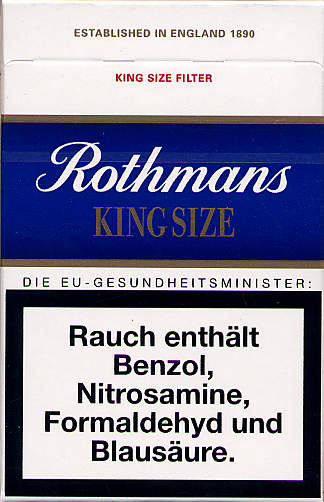 ESTABLISHED IN ENGLAND 1890
KING SIZE FILTER
Rothmans
KING SIZE
DIE EU-GESUNDHEITSMINISTER:
Rauch enthält
Benzol,
Nitrosamine,
Formaldehyd und
Blausäure.